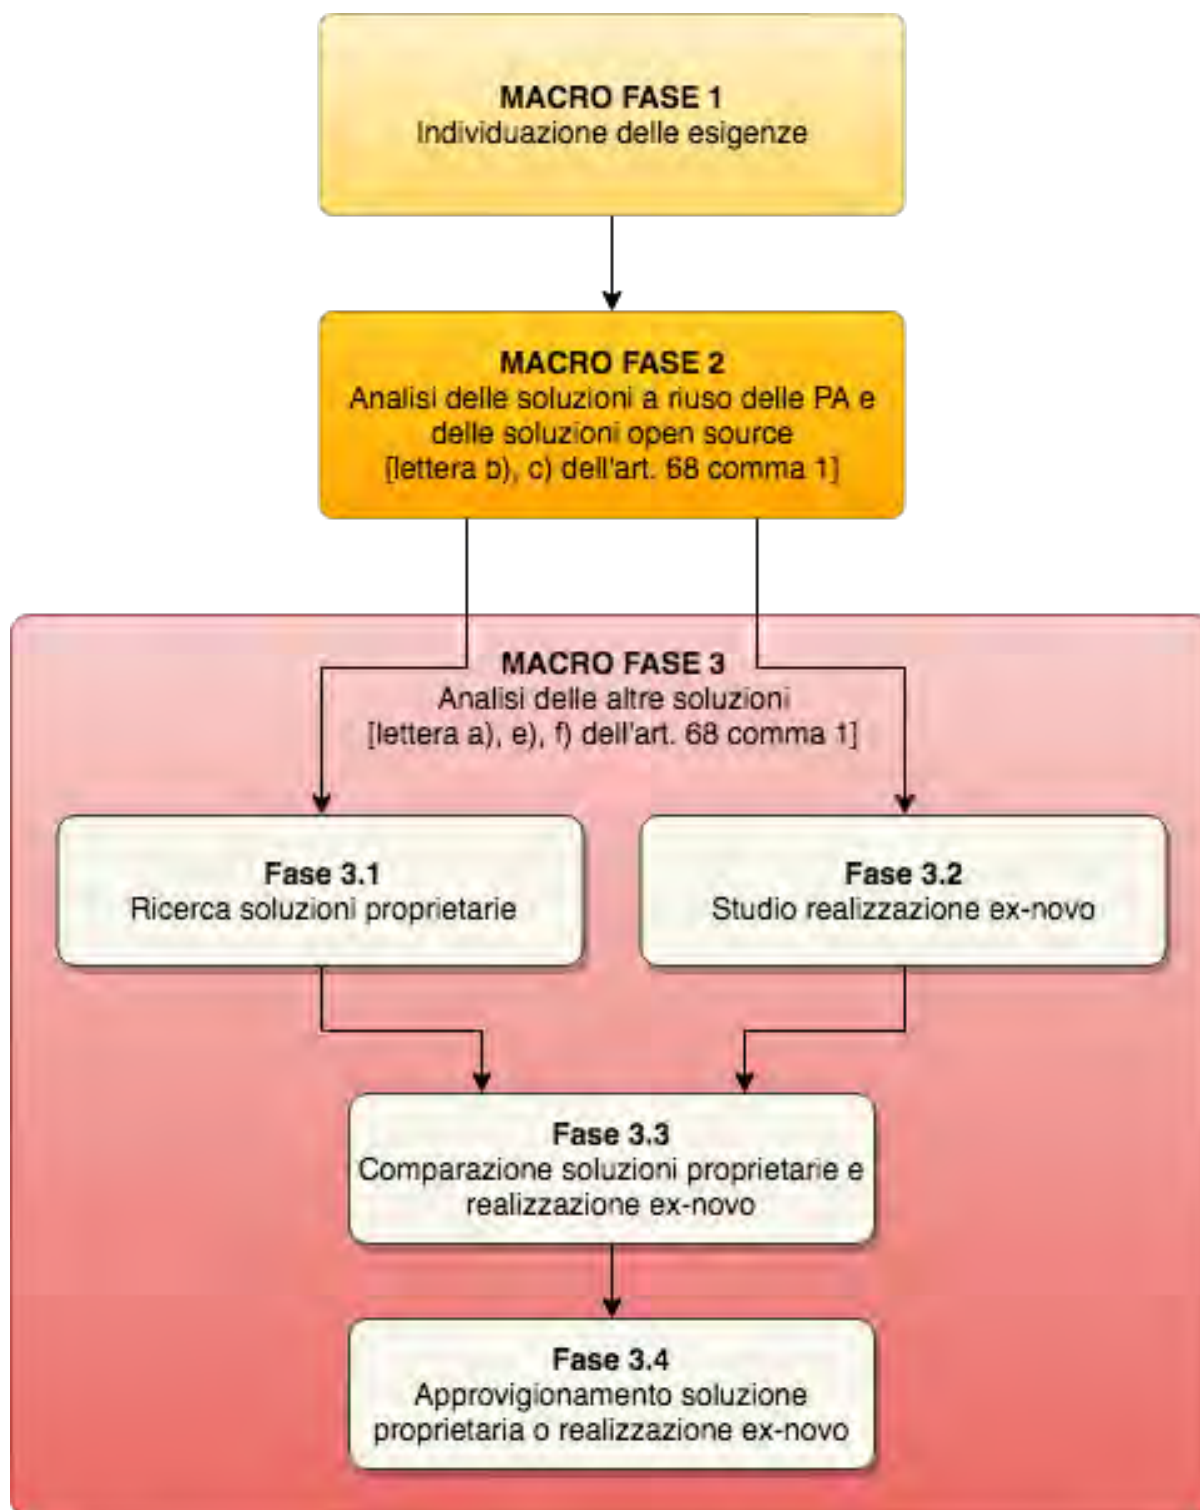 MACRO FASE 1
Individuazione delle esigenze
MACRO FASE 2
Analisi delle soluzioni a riuso delle PA e
delle soluzioni open source
[lettera b), c) dell'art. 68 comma 1]
MACRO FASE 3
Analisi delle altre soluzioni
[lettera a), e), f) dell'art. 68 comma 1]
Fase 3.1
Ricerca soluzioni proprietarie
Fase 3.2
Studio realizzazione ex-novo
Fase 3.3
Comparazione soluzioni proprietarie e
realizzazione ex-novo
Fase 3.4
Approvigionamento soluzione
proprietaria o realizzazione ex-novo